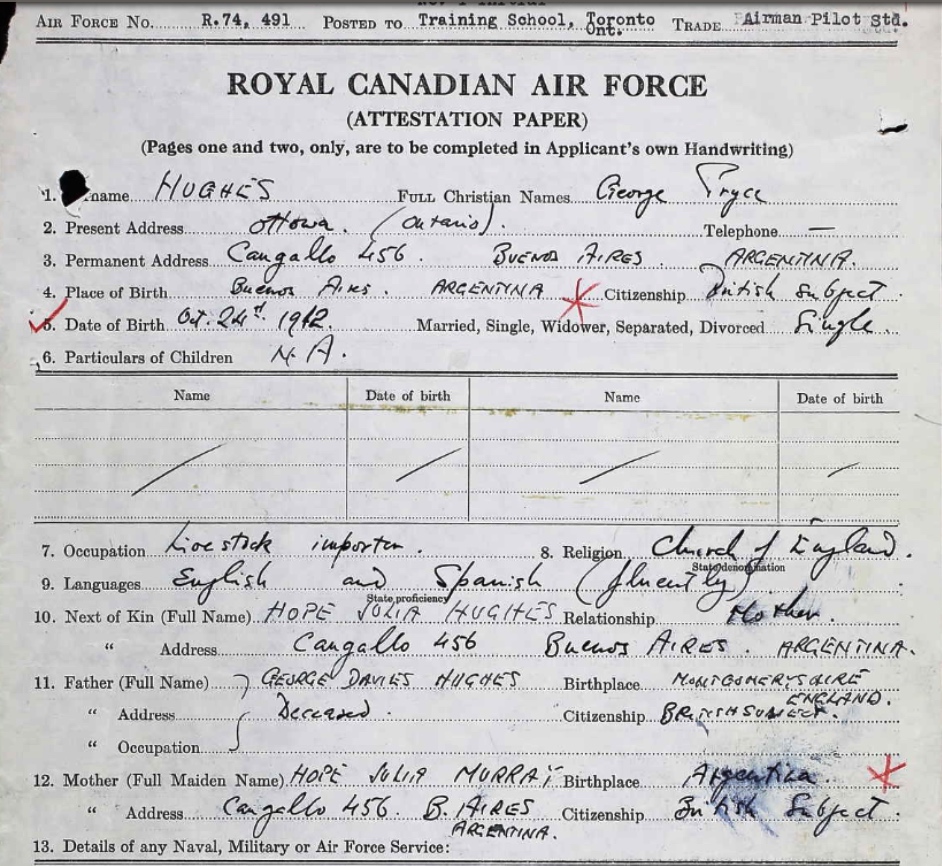 AIR FORCE NO. R.74, 491 POSTED TO Training School, Toronto Ont. TRADE Airman Pilot Std.
ROYAL CANADIAN AIR FORCE
(ATTESTATION PAPER)
(Pages one and two, only, are to be completed in Applicant's own Handwriting)
1. name HUGHES FULL Christian Names George Pryce
2. Present Address Ottowa. (Ontario). Telephone —
3. Permanent Address Cangallo 456. BUENOS AIRES. ARGENTINA.
4. Place of Birth Buenos Aires. ARGENTINA Citizenship British Subject.
5. Date of Birth Oct. 24st 1912. Married, Single, Widower, Separated, Divorced Single.
6. Particulars of Children N.A.
Name Date of birth Name Date of birth
7. Occupation Live stock importer. 8. Religion Church of England.
State denomination
9. Languages English and Spanish (fluently)
State proficiency
10. Next of Kin (Full Name) HOPE JULIA HUGHES Relationship Mother.
" Address Cangallo 456 BUENOS AIRES. ARGENTINA.
11. Father (Full Name) GEORGE DAVIES HUGHES Birthplace MONTGOMERYSHIRE ENGLAND.
" Address Deceased. Citizenship BRITISH SUBJECT.
" Occupation
12. Mother (Full Maiden Name) HOPE JULIA MURRAY Birthplace Argentina.
" Address Cangallo 456. B. AIRES ARGENTINA. Citizenship British Subject.
13. Details of any Naval, Military or Air Force Service: